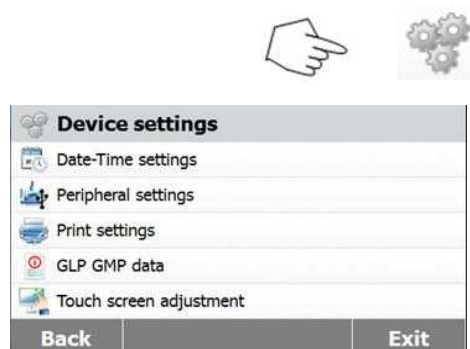 Device settings
Date-Time settings
Peripheral settings
Print settings
GLP GMP data
Touch screen adjustment
Back Exit